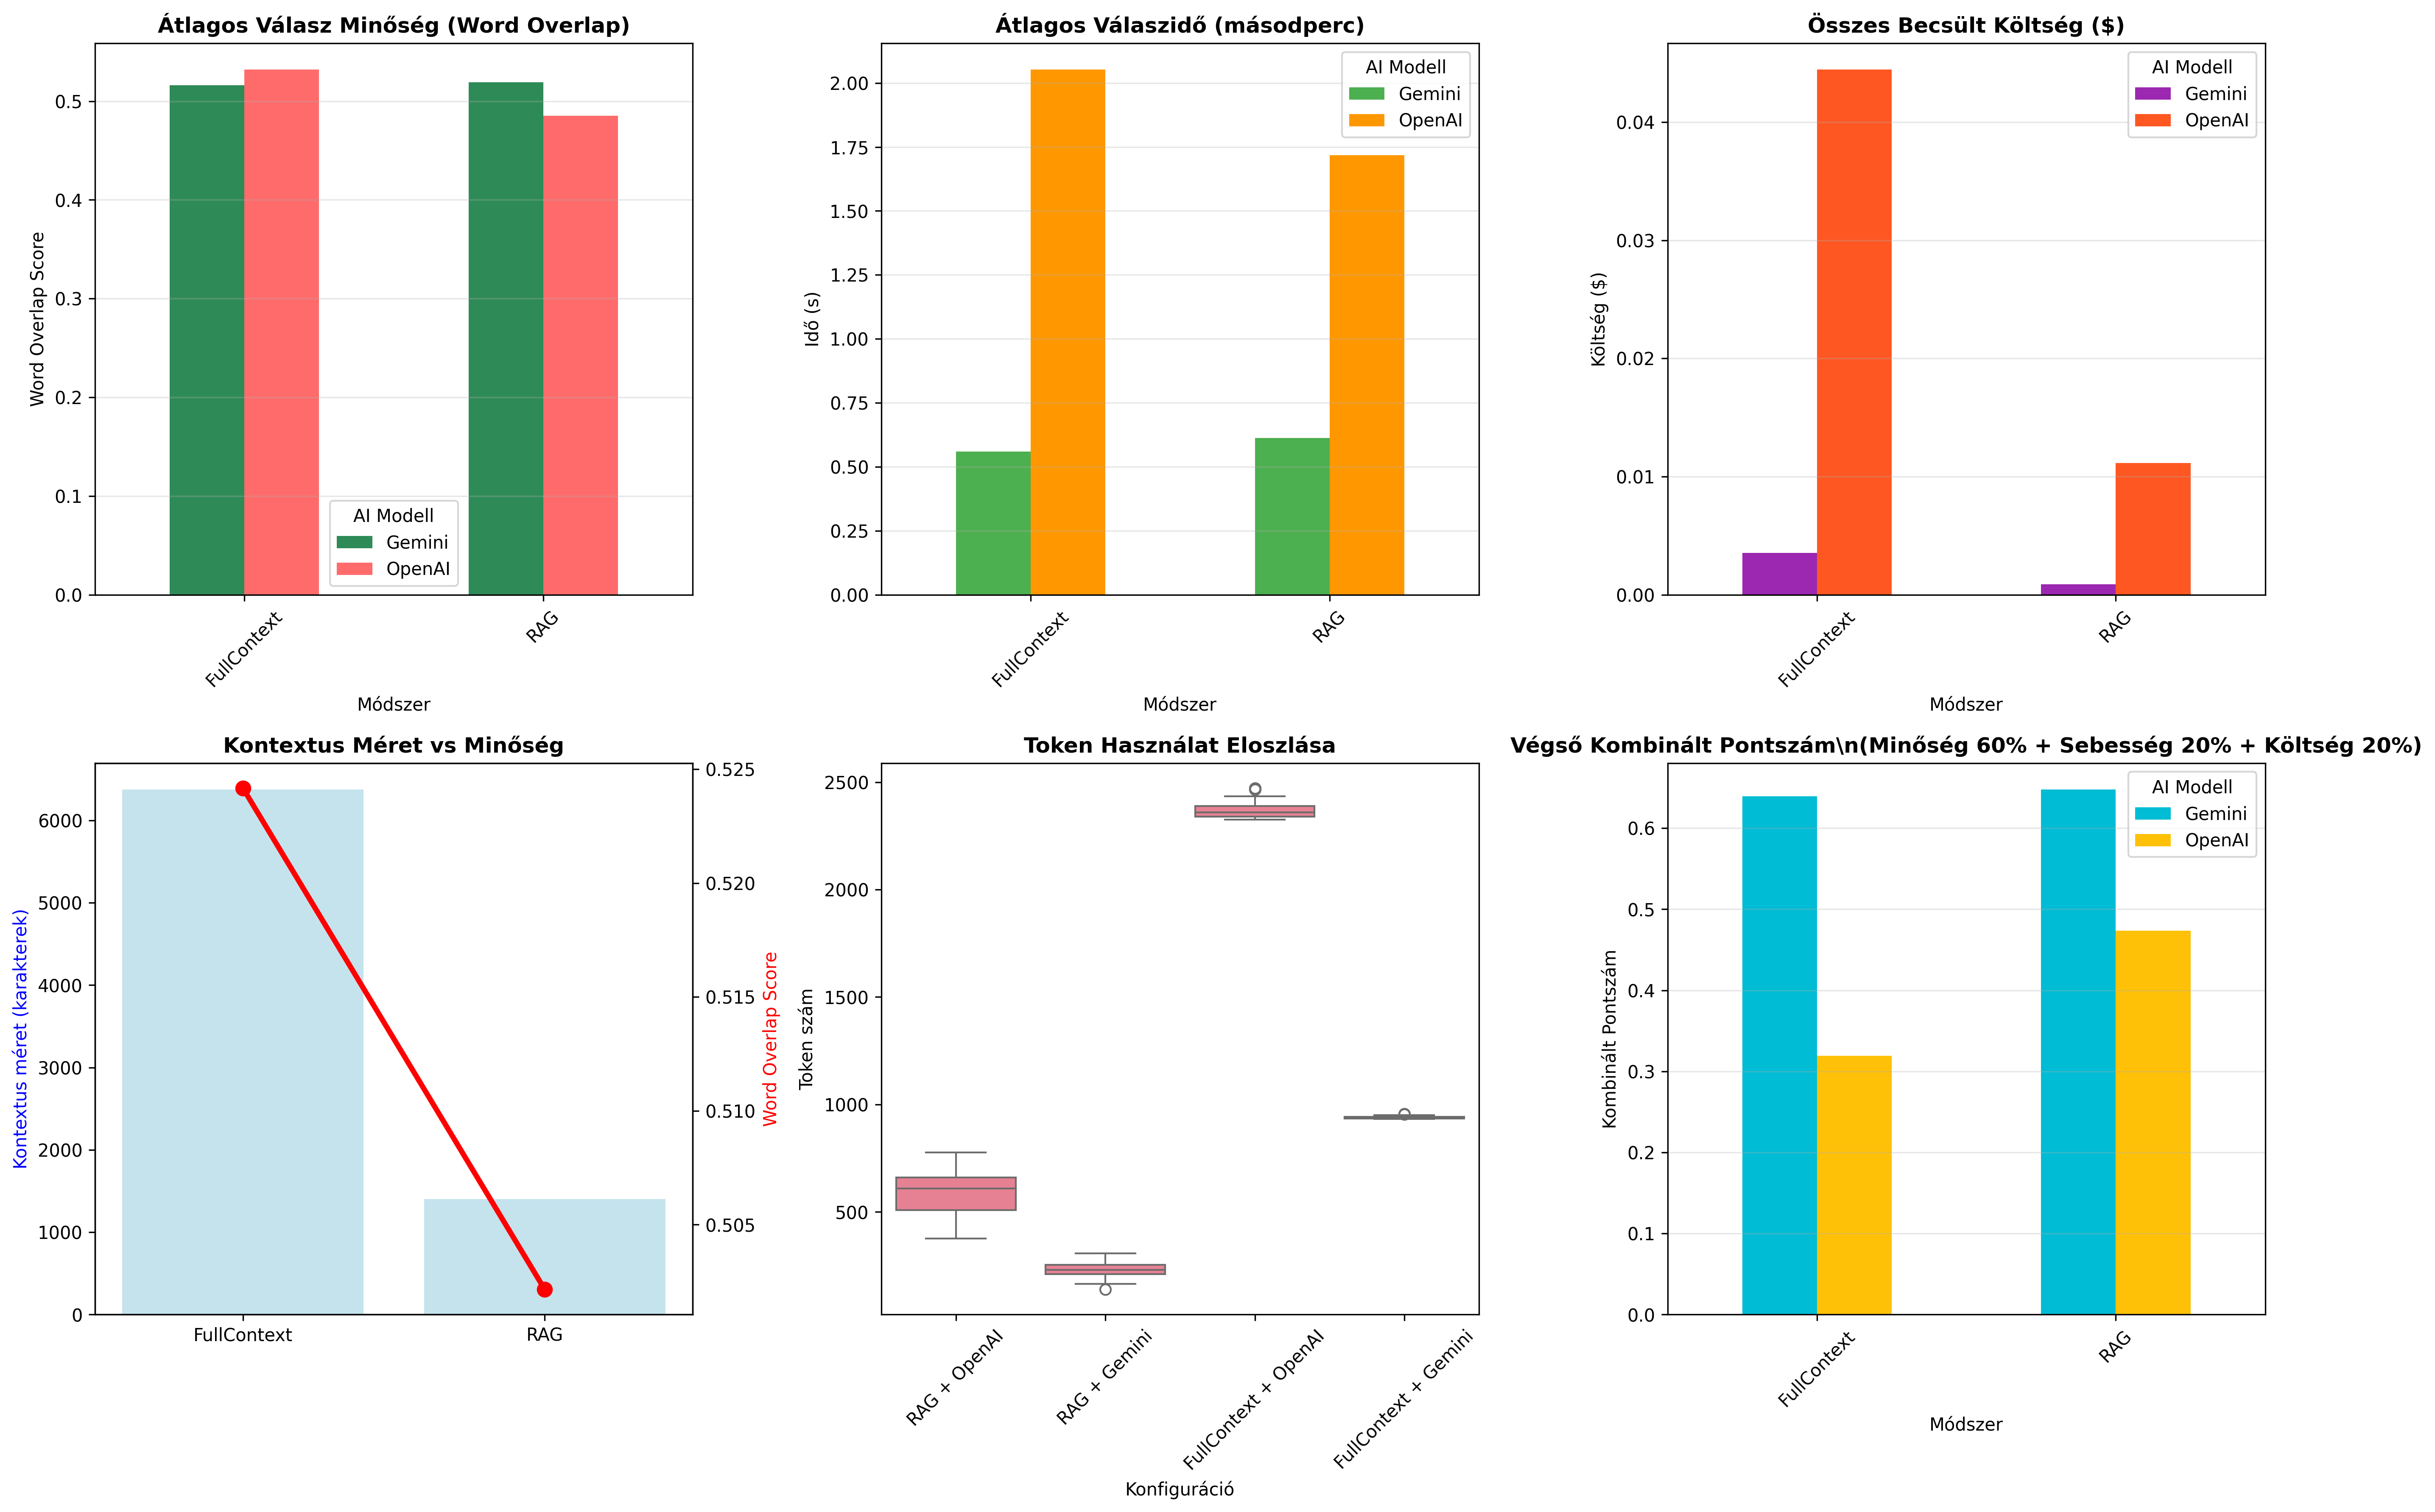 Átlagos Válasz Minőség (Word Overlap)
Word Overlap Score
0.5
0.4
0.3
0.2
0.1
0.0
AI Modell
Gemini
OpenAI
FullContext
RAG
Módszer
Átlagos Válaszidő (másodperc)
Idő (s)
2.00
1.75
1.50
1.25
1.00
0.75
0.50
0.25
0.00
AI Modell
Gemini
OpenAI
FullContext
RAG
Módszer
Összes Becsült Költség ($)
Költség ($)
0.04
0.03
0.02
0.01
0.00
AI Modell
Gemini
OpenAI
FullContext
RAG
Módszer
Kontextus Méret vs Minőség
Kontextus méret (karakterek)
6000
5000
4000
3000
2000
1000
0
0.525
0.520
0.515
0.510
0.505
Word Overlap Score
FullContext
RAG
Token Használat Eloszlása
Token szám
2500
2000
1500
1000
500
RAG + OpenAI
RAG + Gemini
FullContext + OpenAI
FullContext + Gemini
Konfiguráció
Végső Kombinált Pontszám\n(Minőség 60% + Sebesség 20% + Költség 20%)
Kombinált Pontszám
0.6
0.5
0.4
0.3
0.2
0.1
0.0
AI Modell
Gemini
OpenAI
FullContext
RAG
Módszer